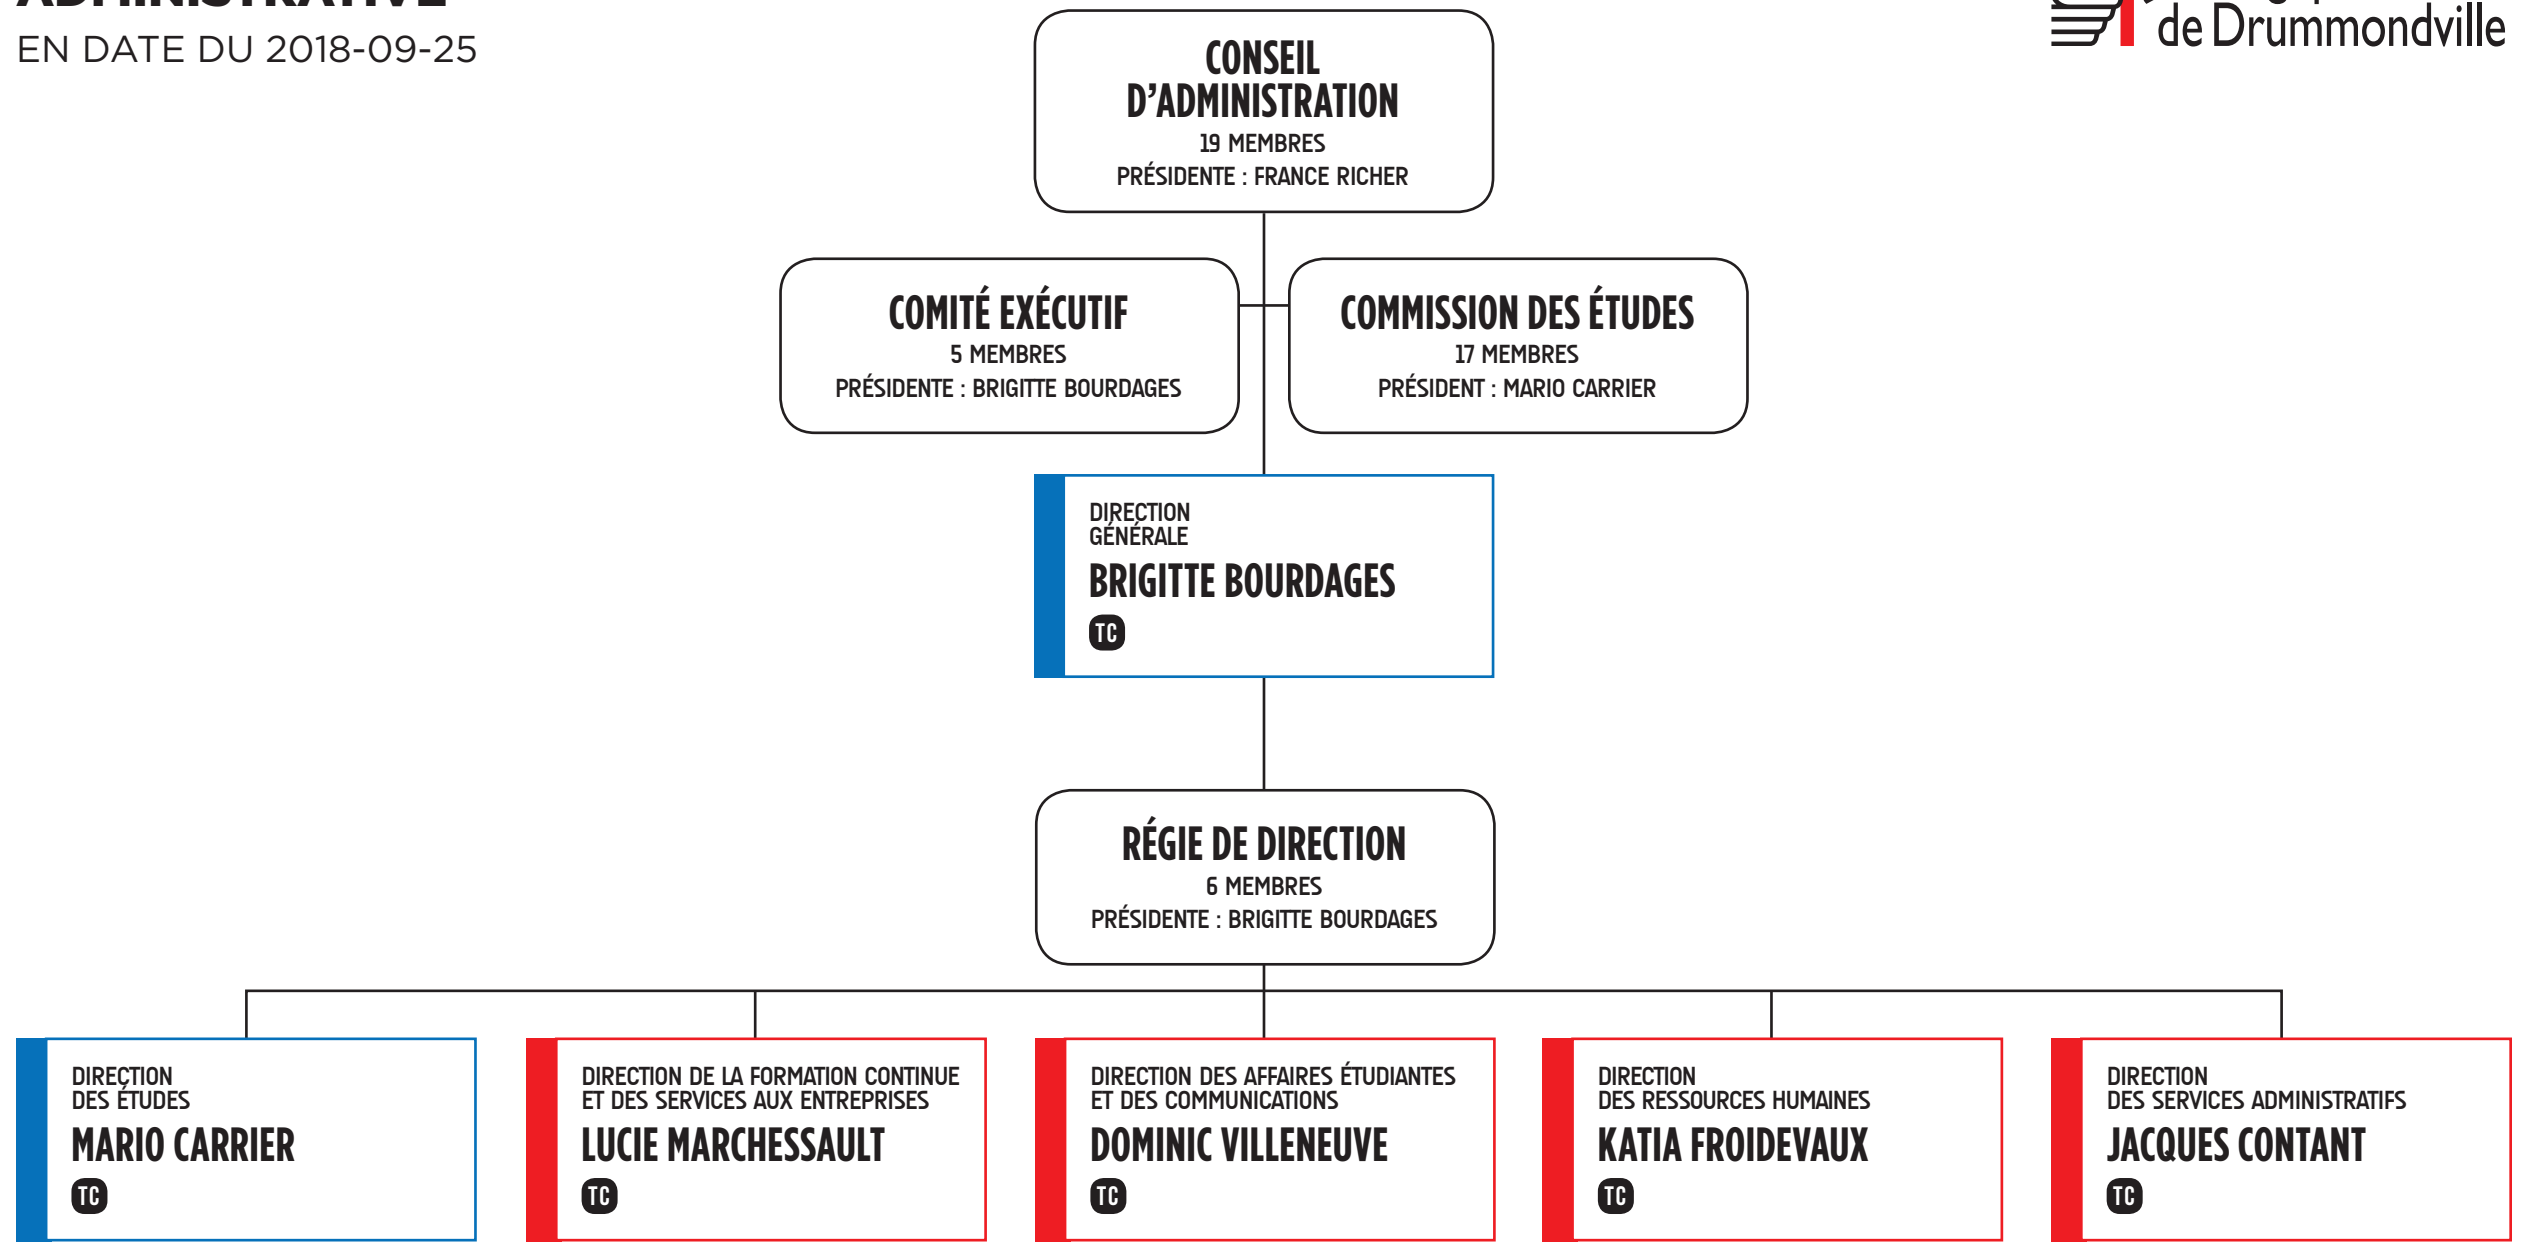 ADMINISTRATIVE
EN DATE DU 2018-09-25
de Drummondville
CONSEIL
D’ADMINISTRATION
19 MEMBRES
PRÉSIDENTE : FRANCE RICHER
COMITÉ EXÉCUTIF
5 MEMBRES
PRÉSIDENTE : BRIGITTE BOURDAGES
COMMISSION DES ÉTUDES
17 MEMBRES
PRÉSIDENT : MARIO CARRIER
DIRECTION
GÉNÉRALE
BRIGITTE BOURDAGES
TC
RÉGIE DE DIRECTION
6 MEMBRES
PRÉSIDENTE : BRIGITTE BOURDAGES
DIRECTION
DES ÉTUDES
MARIO CARRIER
TC
DIRECTION DE LA FORMATION CONTINUE
ET DES SERVICES AUX ENTREPRISES
LUCIE MARCHESSAULT
TC
DIRECTION DES AFFAIRES ÉTUDIANTES
ET DES COMMUNICATIONS
DOMINIC VILLENEUVE
TC
DIRECTION
DES RESSOURCES HUMAINES
KATIA FROIDEVAUX
TC
DIRECTION
DES SERVICES ADMINISTRATIFS
JACQUES CONTANT
TC